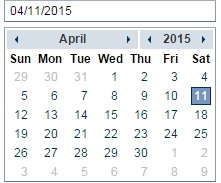 04/11/2015
April 2015
Sun Mon Tue Wed Thu Fri Sat
29 30 31 1 2 3 4
5 6 7 8 9 10 11
12 13 14 15 16 17 18
19 20 21 22 23 24 25
26 27 28 29 30 1 2
3 4 5 6 7 8 9